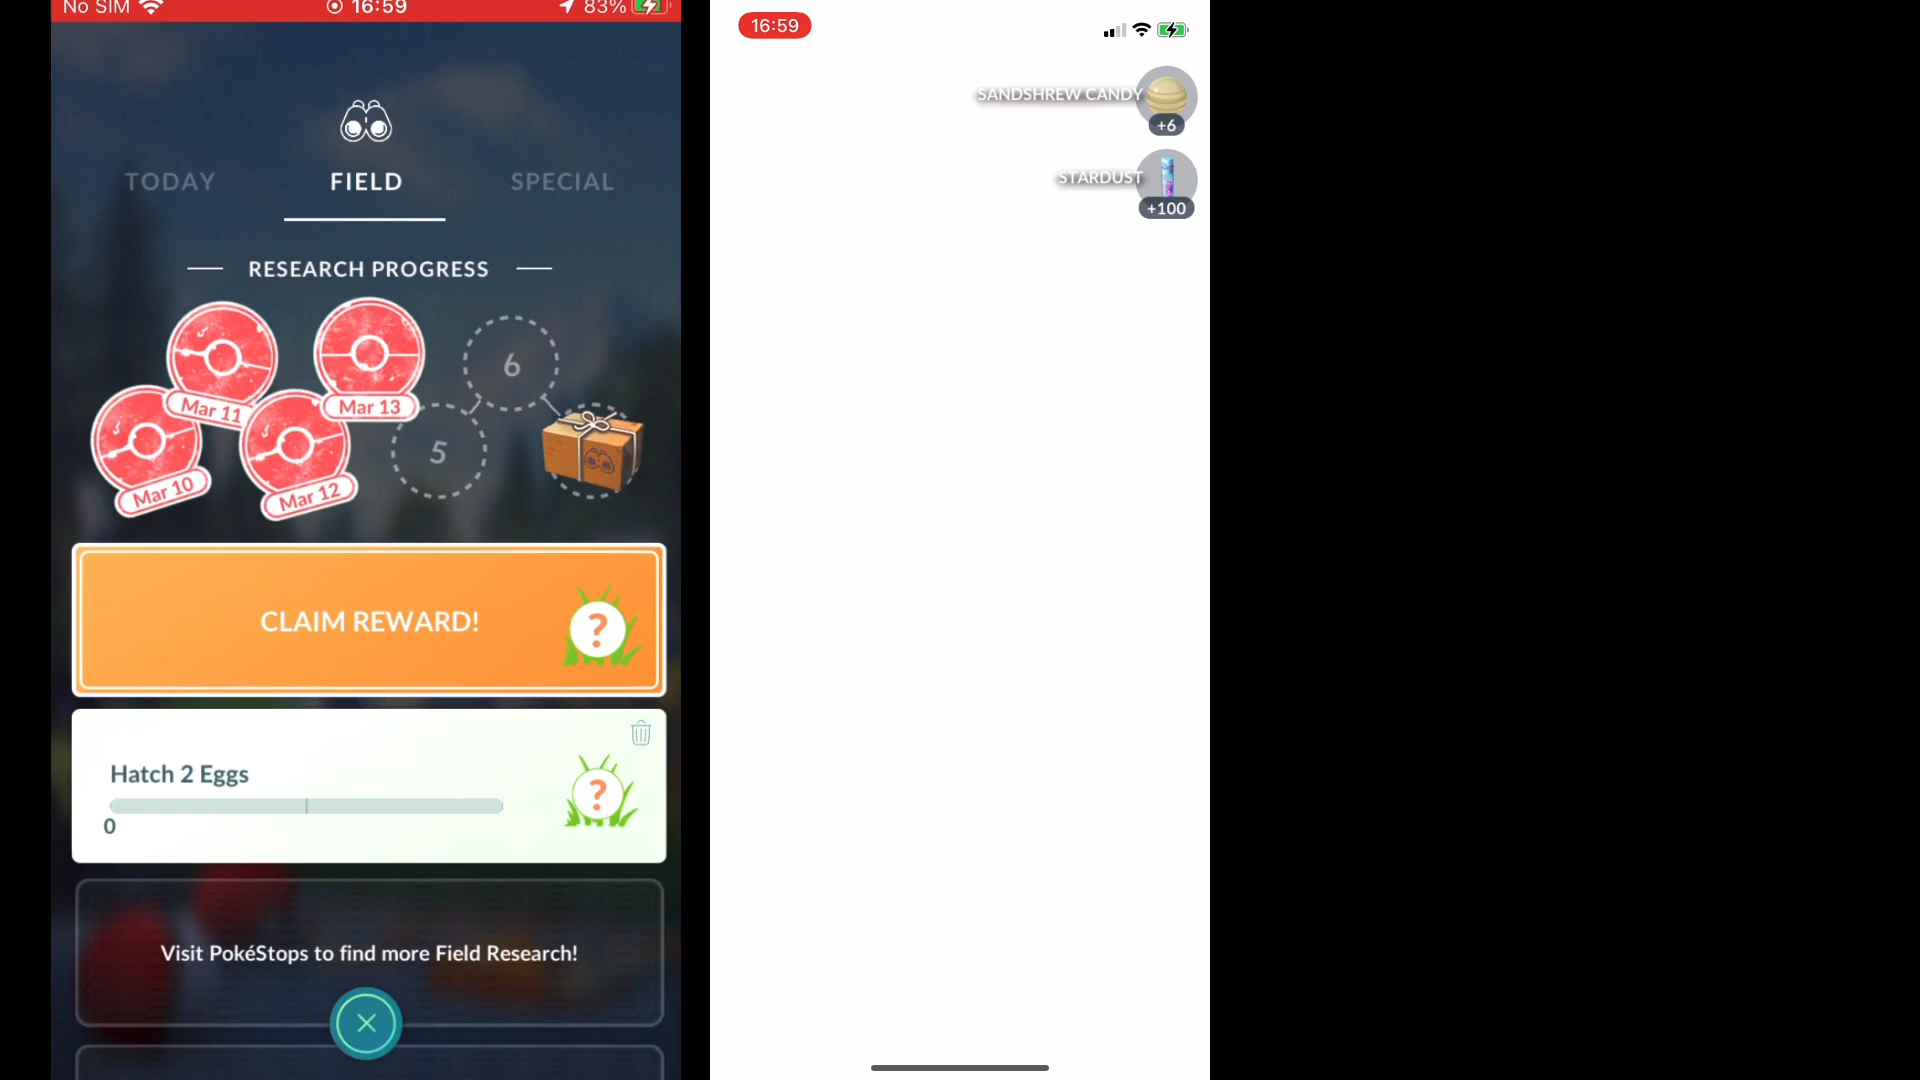 No SIM 16:59 83%
TODAY FIELD SPECIAL
RESEARCH PROGRESS
Mar 11
Mar 13
6
Mar 10
Mar 12
5
CLAIM REWARD!
?
Hatch 2 Eggs
?
0
Visit PokéStops to find more Field Research!
16:59
SANDSHREW CANDY
+6
STARDUST
+100